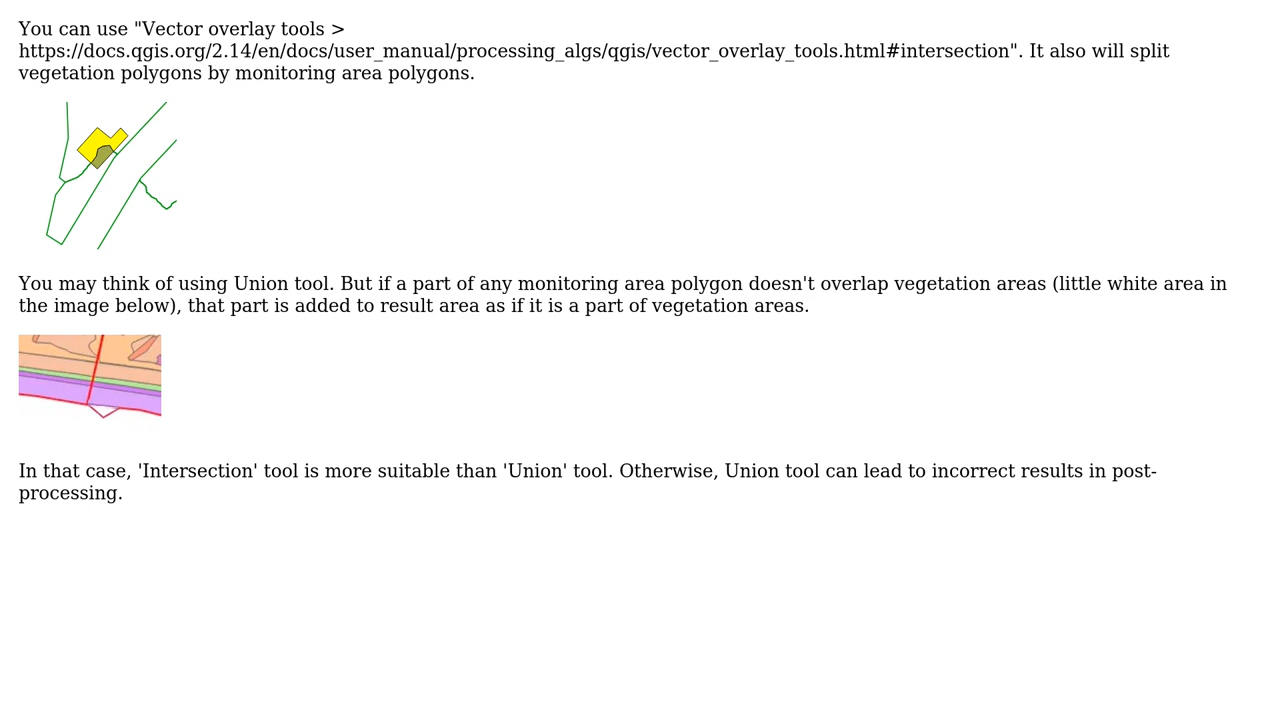 You can use "Vector overlay tools >
https://docs.qgis.org/2.14/en/docs/user_manual/processing_algs/qgis/vector_overlay_tools.html#intersection". It also will split
vegetation polygons by monitoring area polygons.
You may think of using Union tool. But if a part of any monitoring area polygon doesn't overlap vegetation areas (little white area in
the image below), that part is added to result area as if it is a part of vegetation areas.
In that case, 'Intersection' tool is more suitable than 'Union' tool. Otherwise, Union tool can lead to incorrect results in post-
processing.